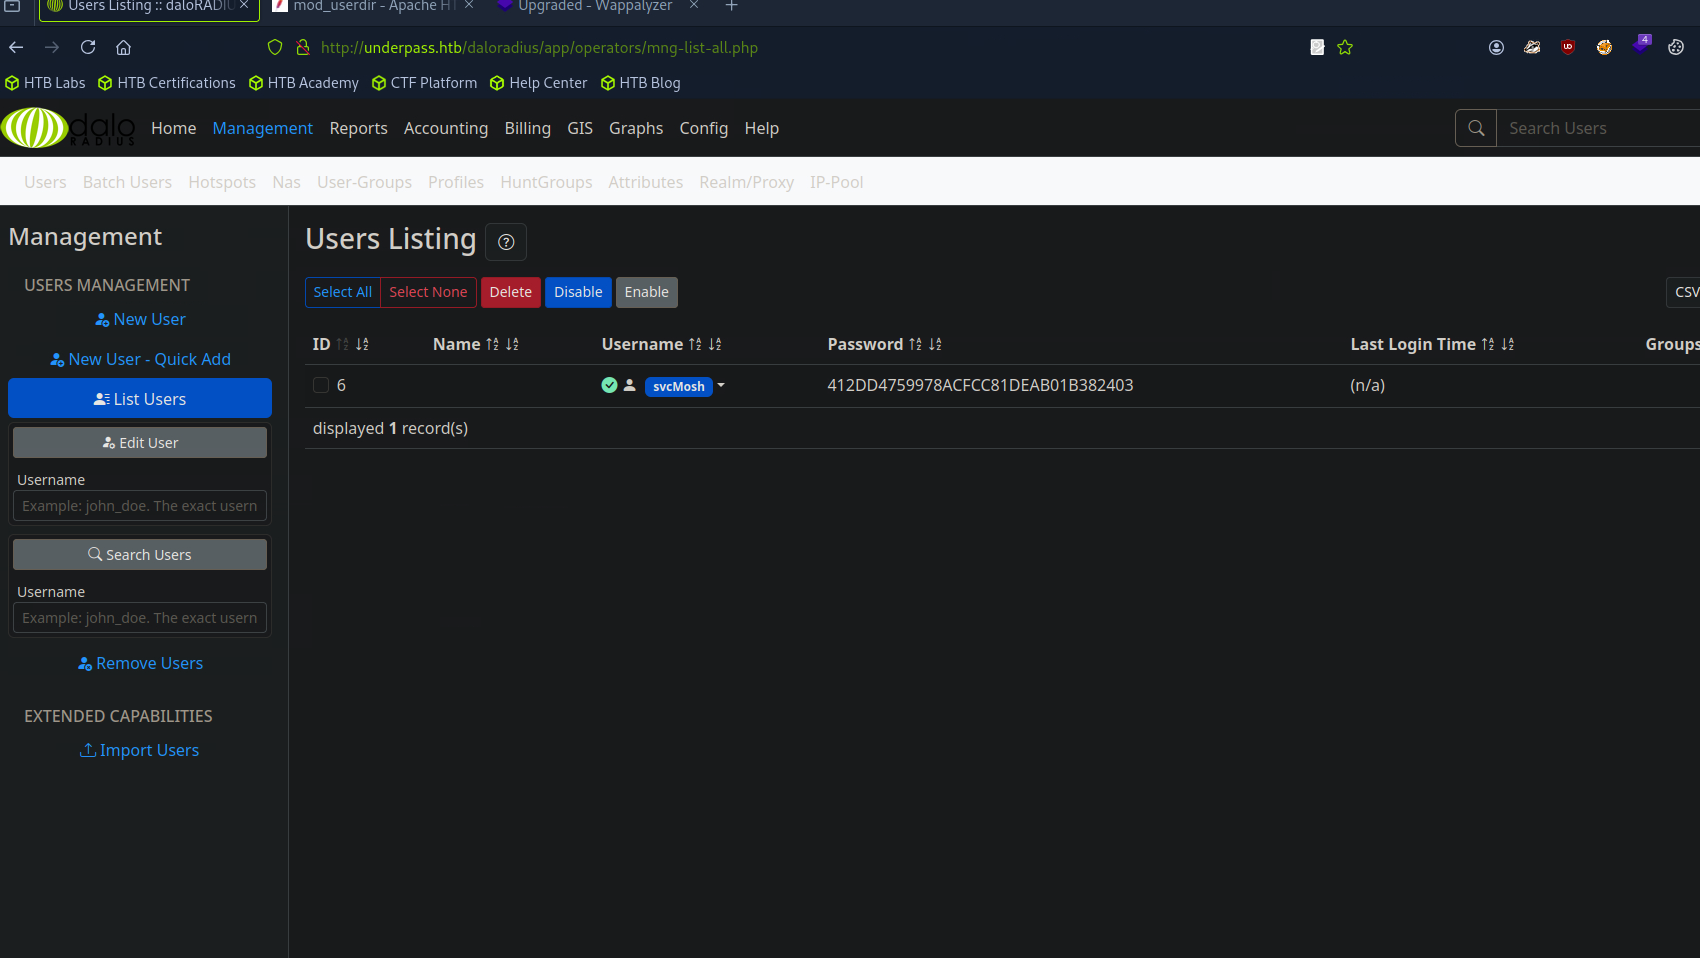 Users Listing :: daloRADIU
mod_userdir - Apache HT
Upgraded - Wappalyzer
http://underpass.htb/daloradius/app/operators/mng-list-all.php
4
HTB Labs HTB Certifications HTB Academy CTF Platform Help Center HTB Blog
dalo
RADIUS
Home Management Reports Accounting Billing GIS Graphs Config Help
Search Users
Users Batch Users Hotspots Nas User-Groups Profiles HuntGroups Attributes Realm/Proxy IP-Pool
Management
USERS MANAGEMENT
New User
New User - Quick Add
List Users
Edit User
Username
Example: john_doe. The exact usern
Search Users
Username
Example: john_doe. The exact usern
Remove Users
EXTENDED CAPABILITIES
Import Users
Users Listing
Select All Select None Delete Disable Enable
CSV
ID Name Username Password Last Login Time Groups
6 svcMosh 412DD4759978ACFCC81DEAB01B382403 (n/a)
displayed 1 record(s)